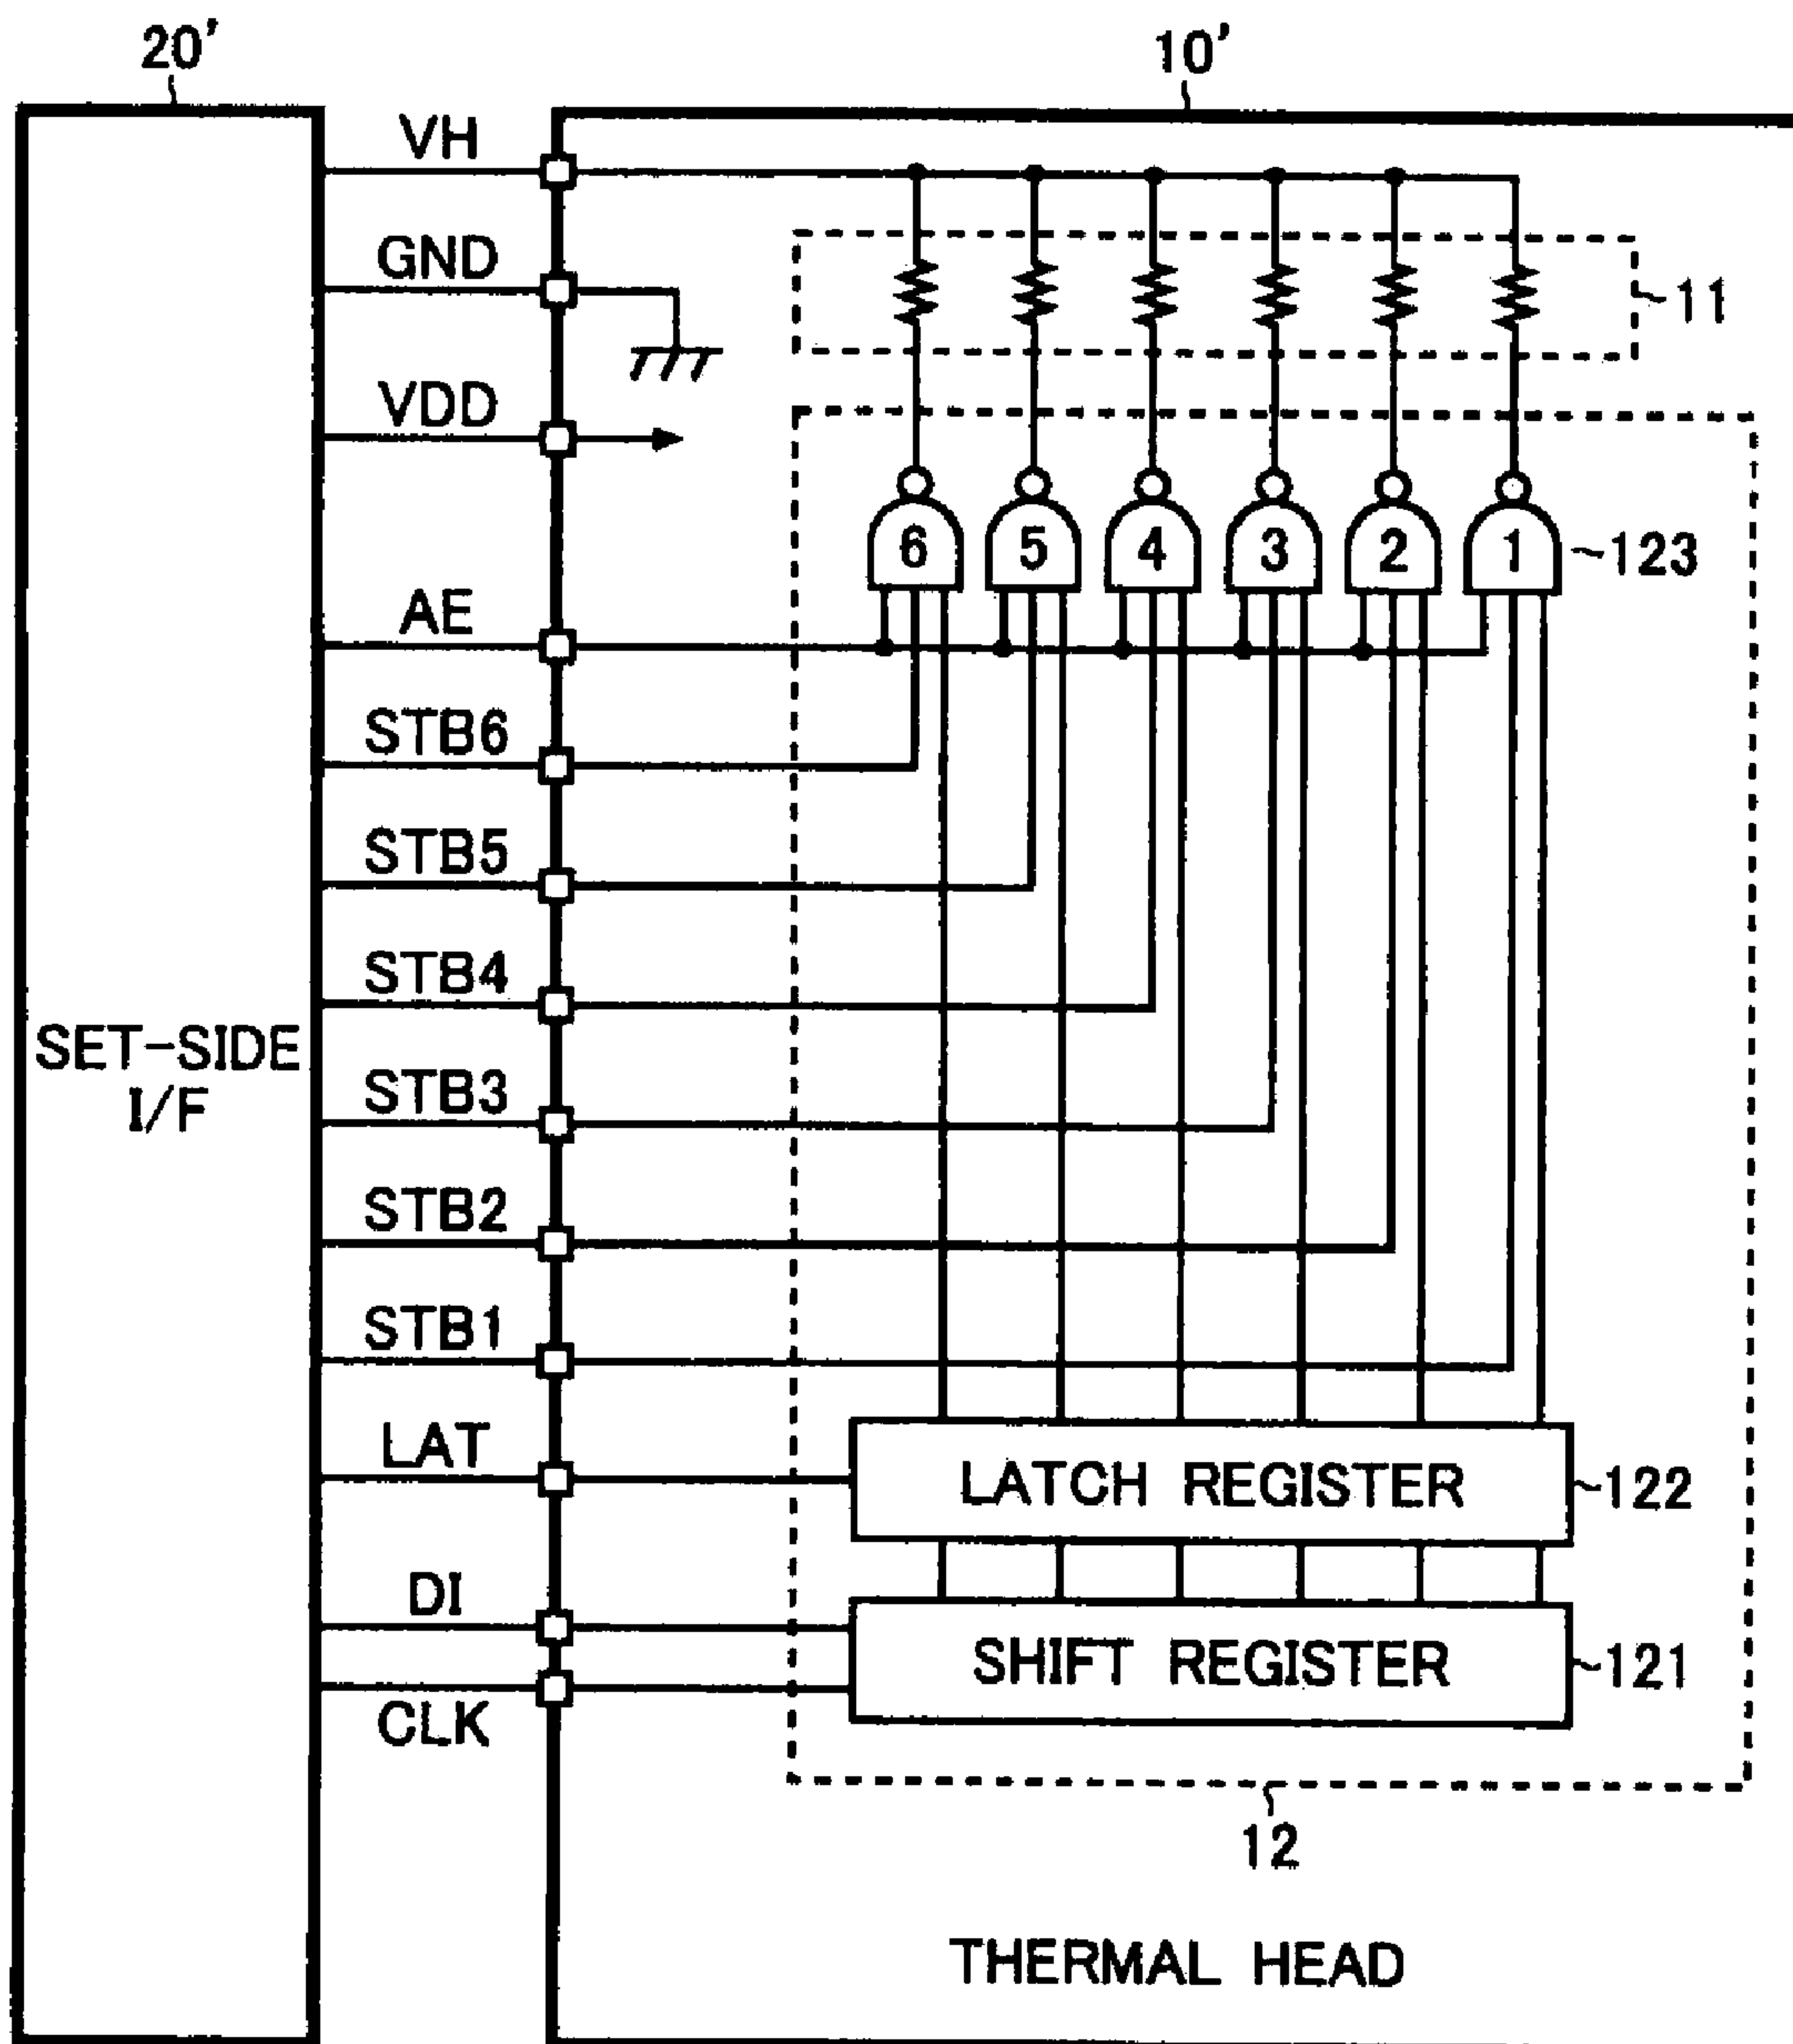 20'
10'
VH
GND
11
VDD
6 5 4 3 2 1
123
AE
STB6
STB5
STB4
SET-SIDE
I/F
STB3
STB2
STB1
LAT
LATCH REGISTER
122
DI
SHIFT REGISTER
121
CLK
12
THERMAL HEAD